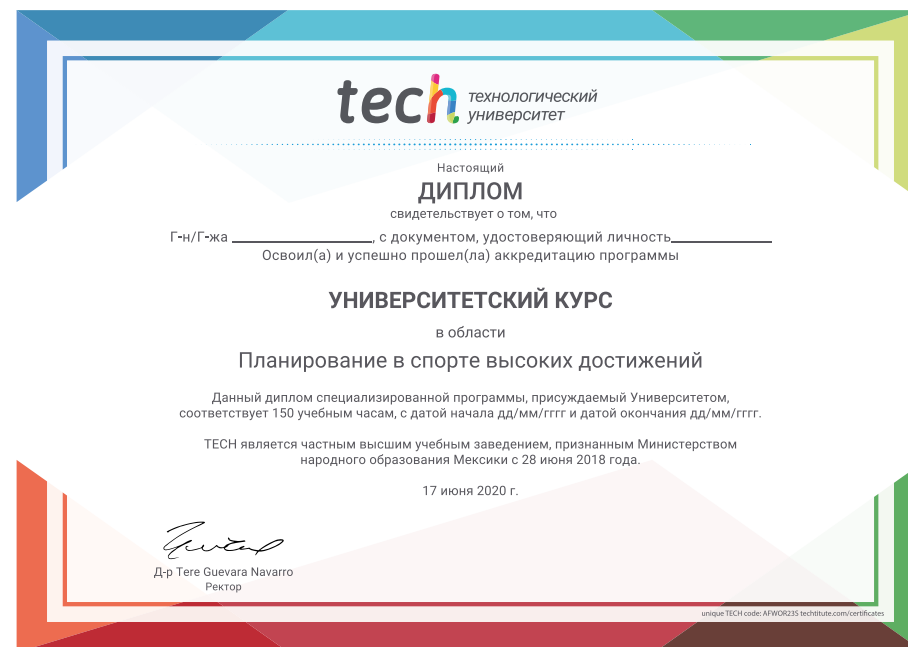 tech технологический
университет
Настоящий
ДИПЛОМ
свидетельствует о том, что
Г-н/Г-жа ____________________, с документом, удостоверяющий личность______________
Освоил(а) и успешно прошел(ла) аккредитацию программы
УНИВЕРСИТЕТСКИЙ КУРС
в области
Планирование в спорте высоких достижений
Данный диплом специализированной программы, присуждаемый Университетом,
соответствует 150 учебным часам, с датой начала дд/мм/гггг и датой окончания дд/мм/гггг.
TECH является частным высшим учебным заведением, признанным Министерством
народного образования Мексики с 28 июня 2018 года.
17 июня 2020 г.
Д-р Tere Guevara Navarro
Ректор
unique TECH code: AFWOR23S techtitute.com/certificates